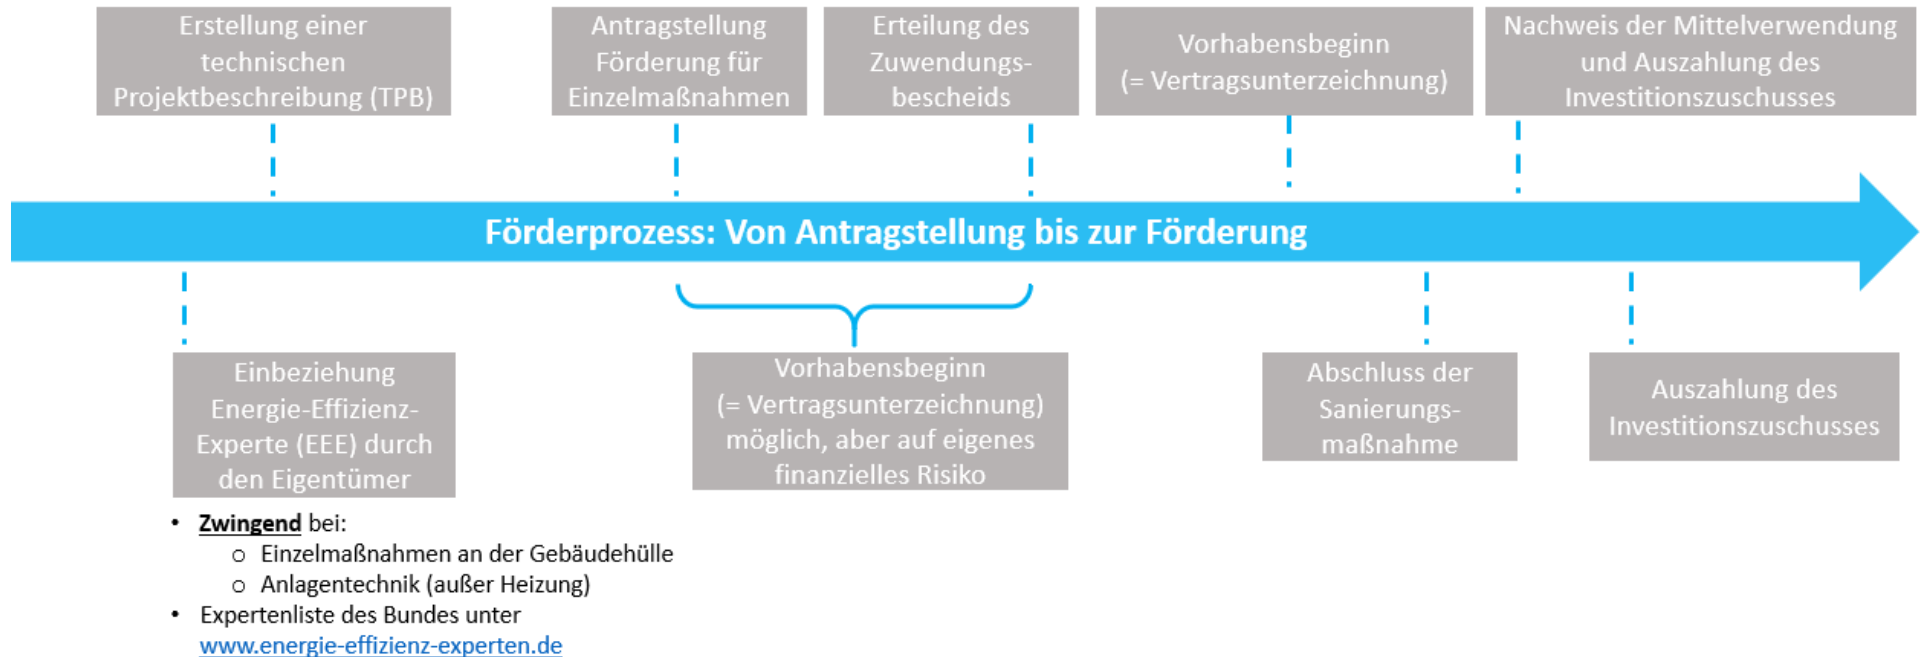 Erstellung einer
technischen
Projektbeschreibung (TPB)
Antragstellung
Förderung für
Einzelmaßnahmen
Erteilung des
Zuwendungs-
bescheids
Vorhabensbeginn
(= Vertragsunterzeichnung)
Nachweis der Mittelverwendung
und Auszahlung des
Investitionszuschusses
Förderprozess: Von Antragstellung bis zur Förderung
Einbeziehung
Energie-Effizienz-
Experte (EEE) durch
den Eigentümer
Vorhabensbeginn
(= Vertragsunterzeichnung)
möglich, aber auf eigenes
finanzielles Risiko
Abschluss der
Sanierungs-
maßnahme
Auszahlung des
Investitionszuschusses
• Zwingend bei:
o Einzelmaßnahmen an der Gebäudehülle
o Anlagentechnik (außer Heizung)
• Expertenliste des Bundes unter
www.energie-effizienz-experten.de